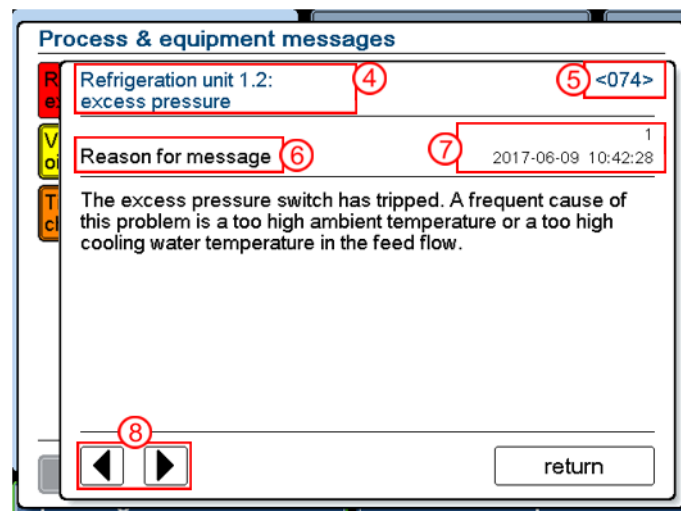 Process & equipment messages
R
e
V
oi
T
cl
Refrigeration unit 1.2:
excess pressure
4
5
<074>
Reason for message
6
7
1
2017-06-09 10:42:28
The excess pressure switch has tripped. A frequent cause of
this problem is a too high ambient temperature or a too high
cooling water temperature in the feed flow.
8
return